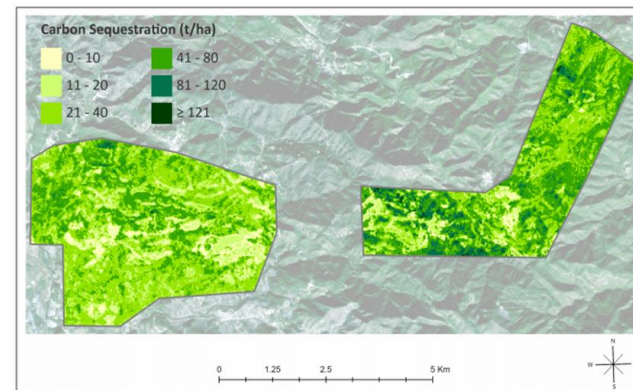 Carbon Sequestration (t/ha)
0 - 10
41 - 80
11 - 20
81 - 120
21 - 40
≥ 121
0
1.25
2.5
5 Km
N
W
E
S